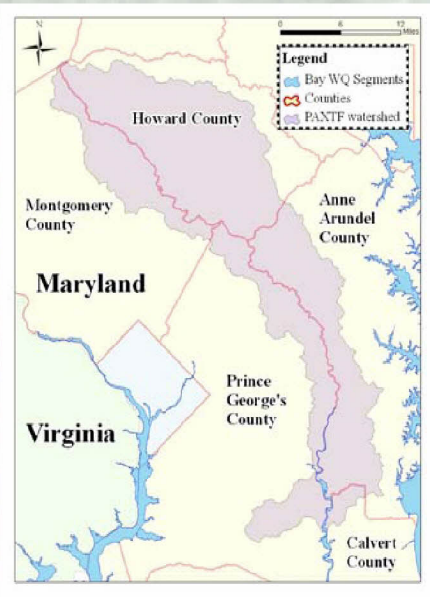 N
0 6 12
Miles
Legend
Bay WQ Segments
Counties
PAXTF watershed
Howard County
Montgomery
County
Anne
Arundel
County
Maryland
Prince
George's
County
Virginia
Calvert
County